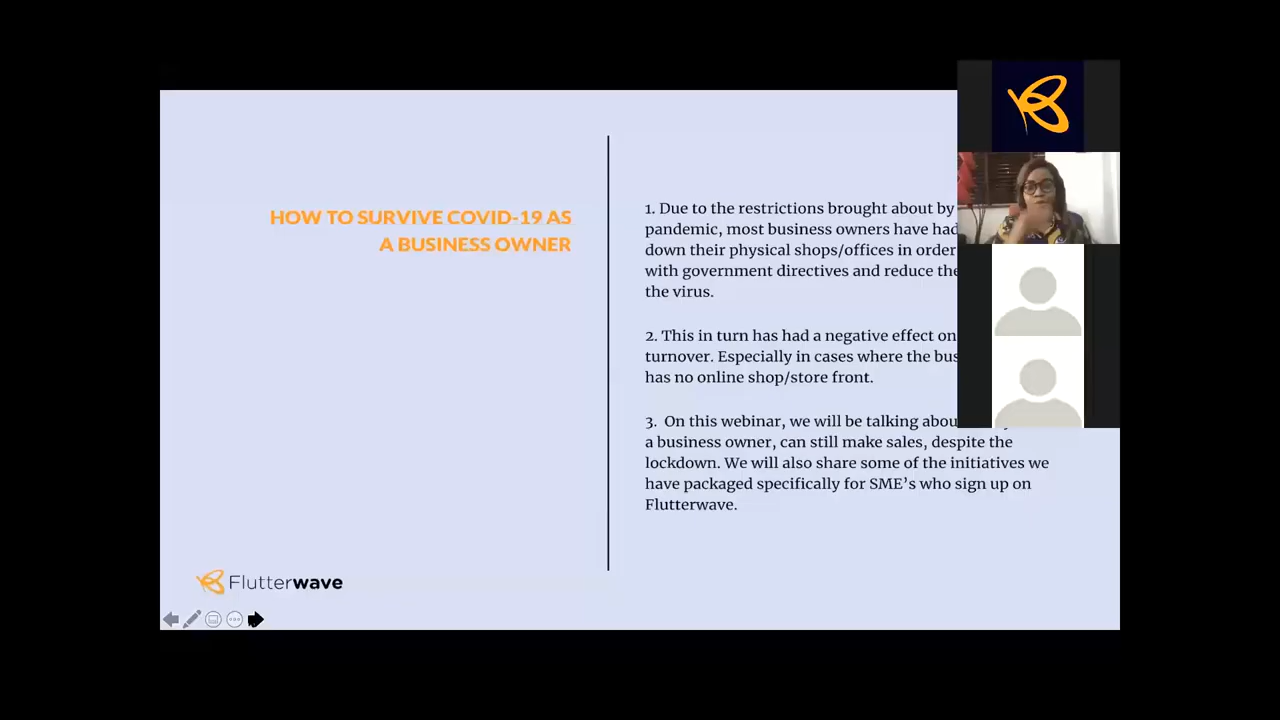 HOW TO SURVIVE COVID-19 AS
A BUSINESS OWNER
1. Due to the restrictions brought about by
pandemic, most business owners have had
down their physical shops/offices in order
with government directives and reduce the
the virus.
2. This in turn has had a negative effect on
turnover. Especially in cases where the
has no online shop/store front.
3. On this webinar, we will be talking
a business owner, can still make sales, despite the
lockdown. We will also share some of the initiatives we
have packaged specifically for SME's who sign up on
Flutterwave.
Flutterwave